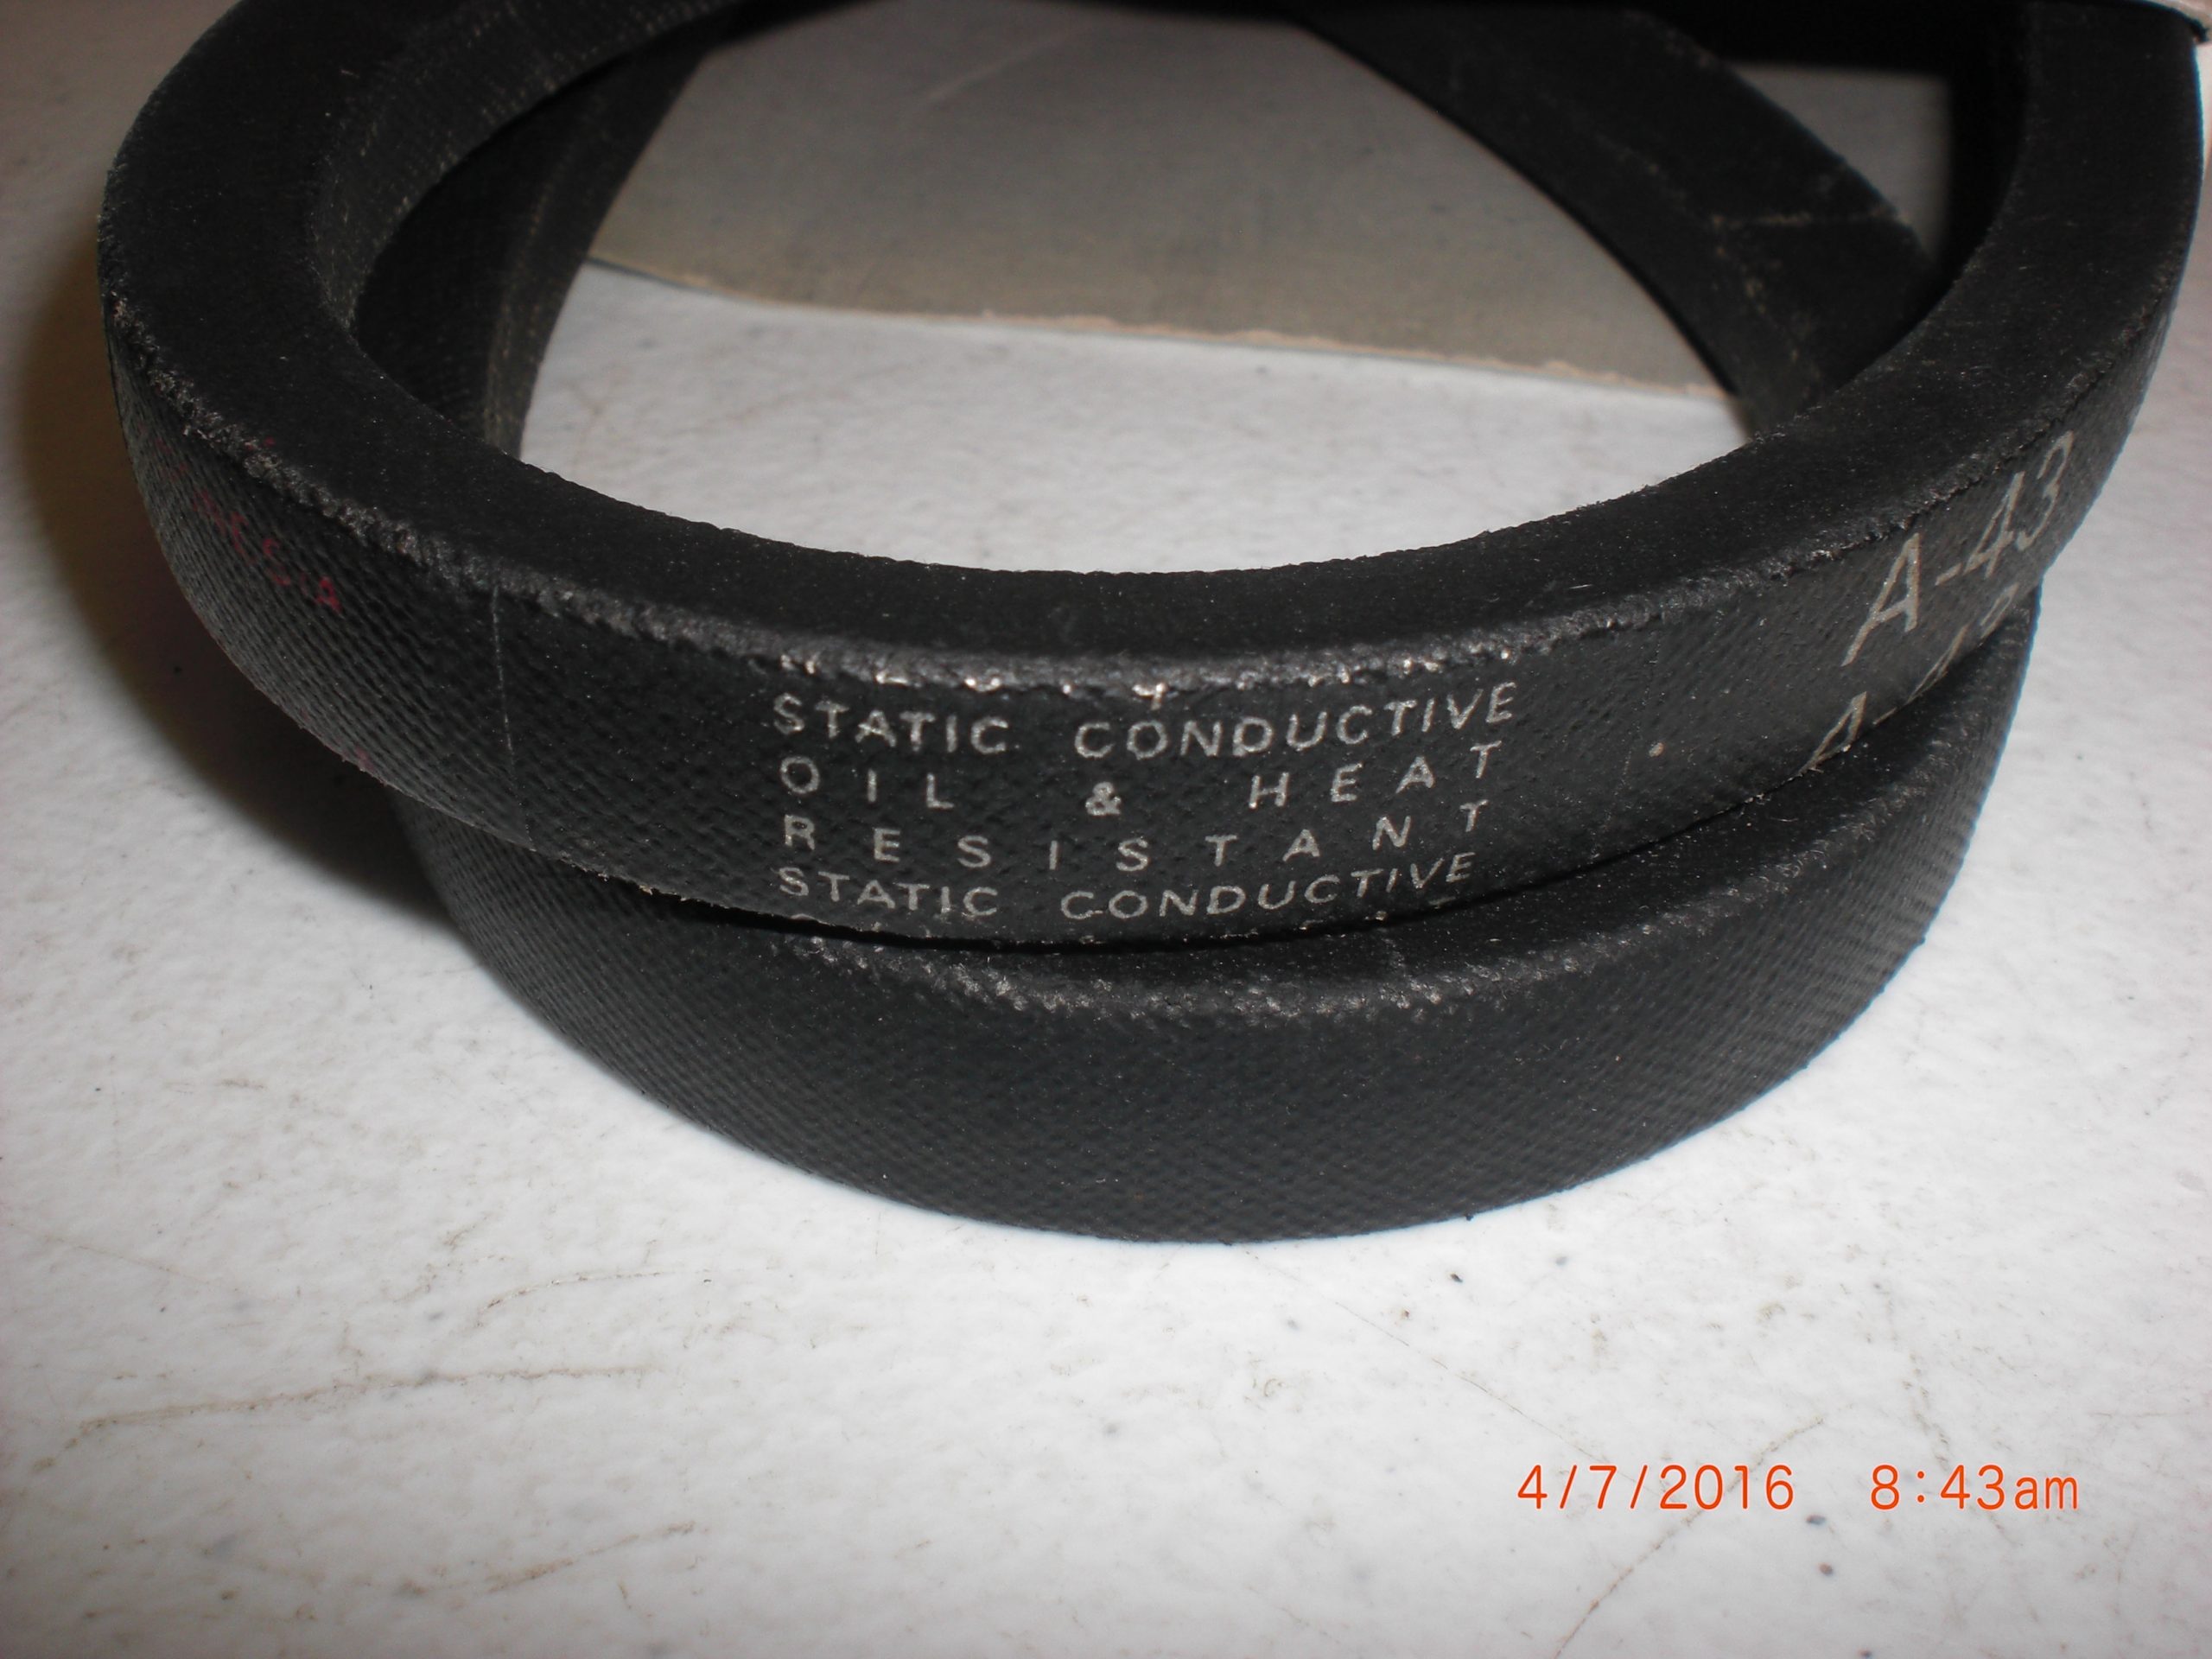 A-43
STATIC CONDUCTIVE
OIL & HEAT
RESISTANT
STATIC CONDUCTIVE
4/7/2016 8:43am